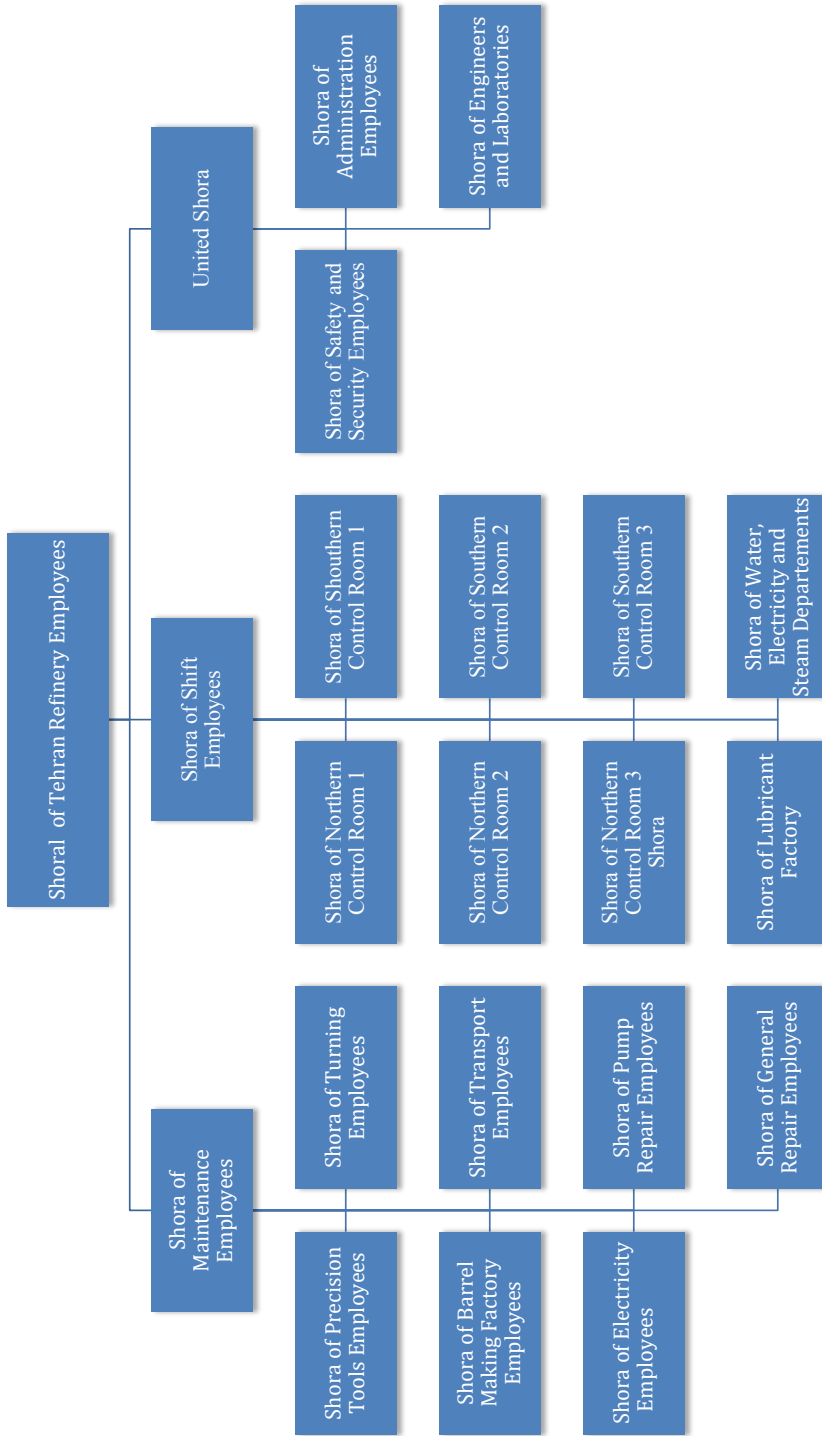 Shoral  of Tehran Refinery Employees
Shora of
Maintenance
Employees
Shora of Shift
Employees
United Shora
Shora of Precision
Tools Employees
Shora of Turning
Employees
Shora of Barrel
Making Factory
Employees
Shora of Transport
Employees
Shora of Electricity
Employees
Shora of Pump
Repair Employees
Shora of General
Repair Employees
Shora of Northern
Control Room 1
Shora of Shouthern
Control Room 1
Shora of Northern
Control Room 2
Shora of Southern
Control Room 2
Shora of Northern
Control Room 3
Shora
Shora of Southern
Control Room 3
Shora of Lubricant
Factory
Shora of Water,
Electricity and
Steam Departements
Shora of Safety and
Security Employees
Shora of
Administration
Employees
Shora of Engineers
and Laboratories